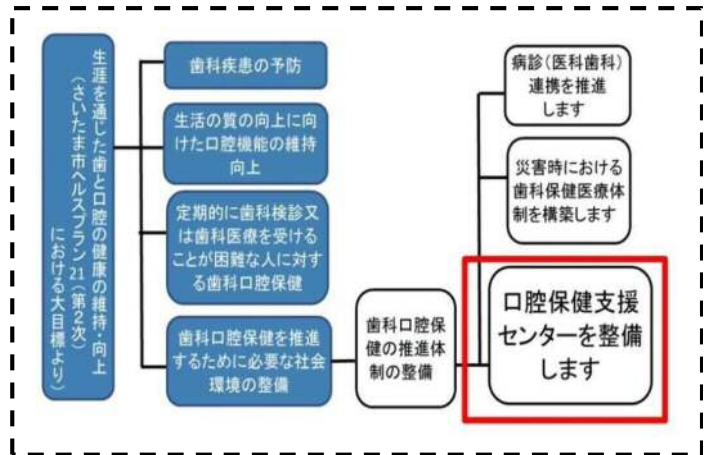 生涯を通じた歯と口腔の健康の維持・向上
（さいたま市ヘルスプラン21（第2次）
における大目標より）
歯科疾患の予防
生活の質の向上に向
けた口腔機能の維持
向上
定期的に歯科検診又
は歯科医療を受ける
ことが困難な人に対す
る歯科口腔保健
歯科口腔保健を推進
するために必要な社会
環境の整備
歯科口腔保
健の推進体
制の整備
病診（医科歯科）
連携を推進
します
災害時における
歯科保健医療体
制を構築します
口腔保健支援
センターを整備
します